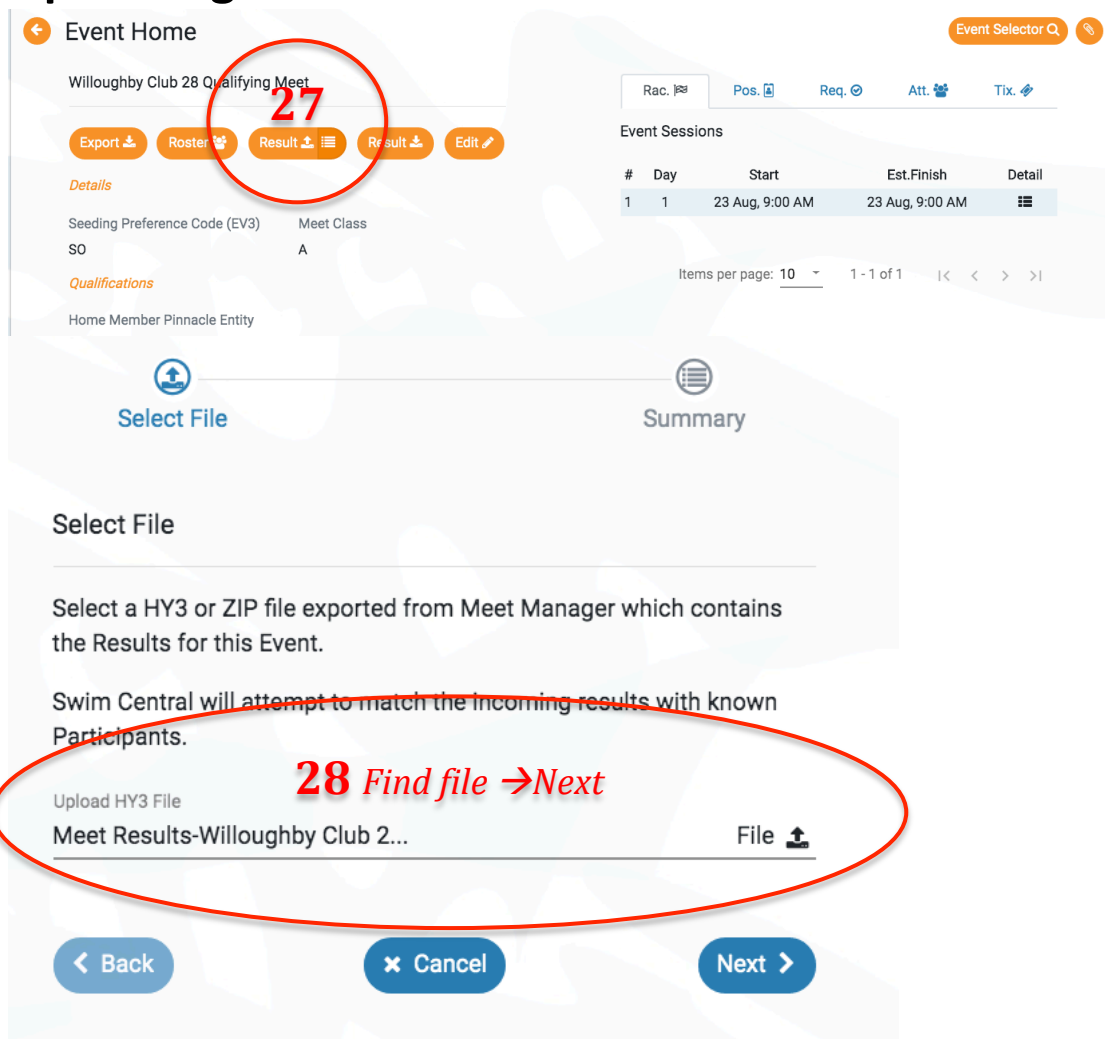 Event Home
Event Selector
Willoughby Club 28 Qualifying Meet
27
Export
Roster
Result
Result
Edit
Rac.
Pos.
Req.
Att.
Tix.
Event Sessions
# Day Start Est.Finish Detail
1 1 23 Aug, 9:00 AM 23 Aug, 9:00 AM
Items per page: 10 1 - 1 of 1
Details
Seeding Preference Code (EV3) Meet Class
SO A
Qualifications
Home Member Pinnacle Entity
Select File
Summary
Select File
Select a HY3 or ZIP file exported from Meet Manager which contains
the Results for this Event.
Swim Central will attempt to match the incoming results with known
Participants.
28 Find file →Next
Upload HY3 File
Meet Results-Willoughby Club 2... File
Back
Cancel
Next